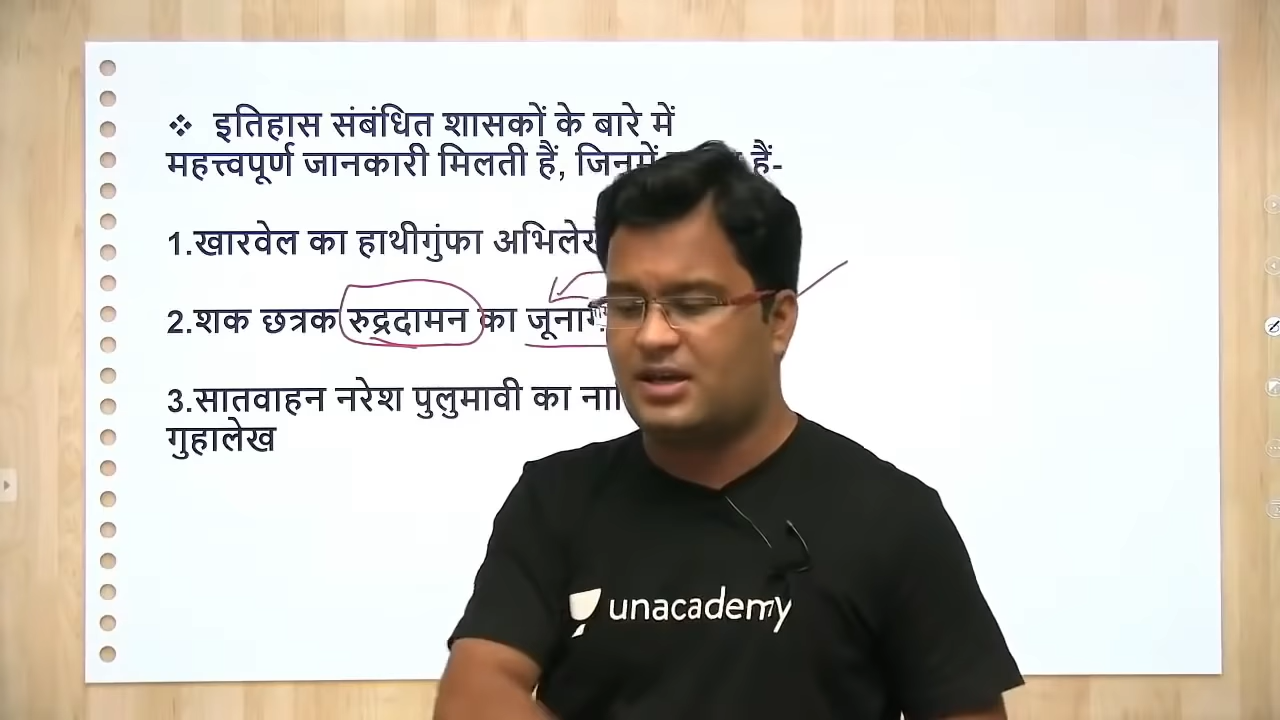 ❖ इतिहास संबंधित शासकों के बारे में
महत्त्वपूर्ण जानकारी मिलती हैं, जिनमें हैं-
1.खारवेल का हाथीगुंफा अभिलेख
2.शक छत्रक रुद्रदामन का
3.सातवाहन नरेश पुलुमावी का
गुहालेख
unacademy